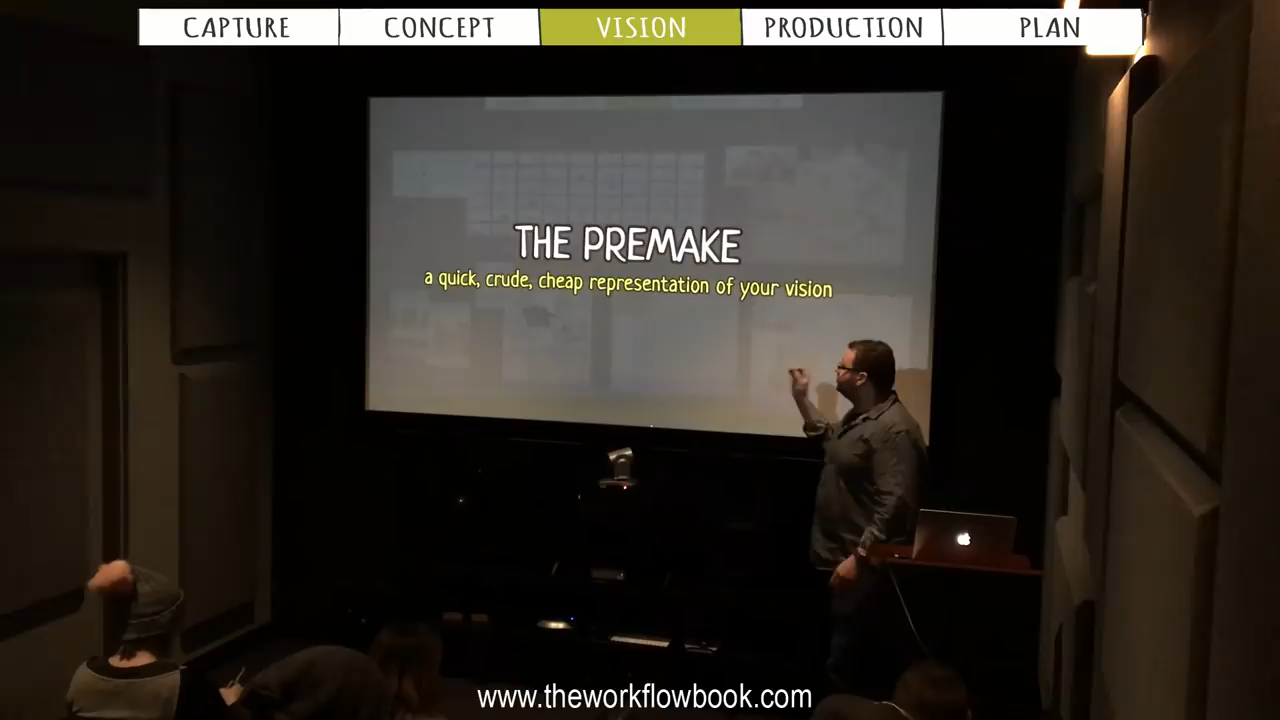 CAPTURE
CONCEPT
VISION
PRODUCTION
PLAN
THE PREMAKE
a quick, crude, cheap representation of your vision
www.theworkflowbook.com